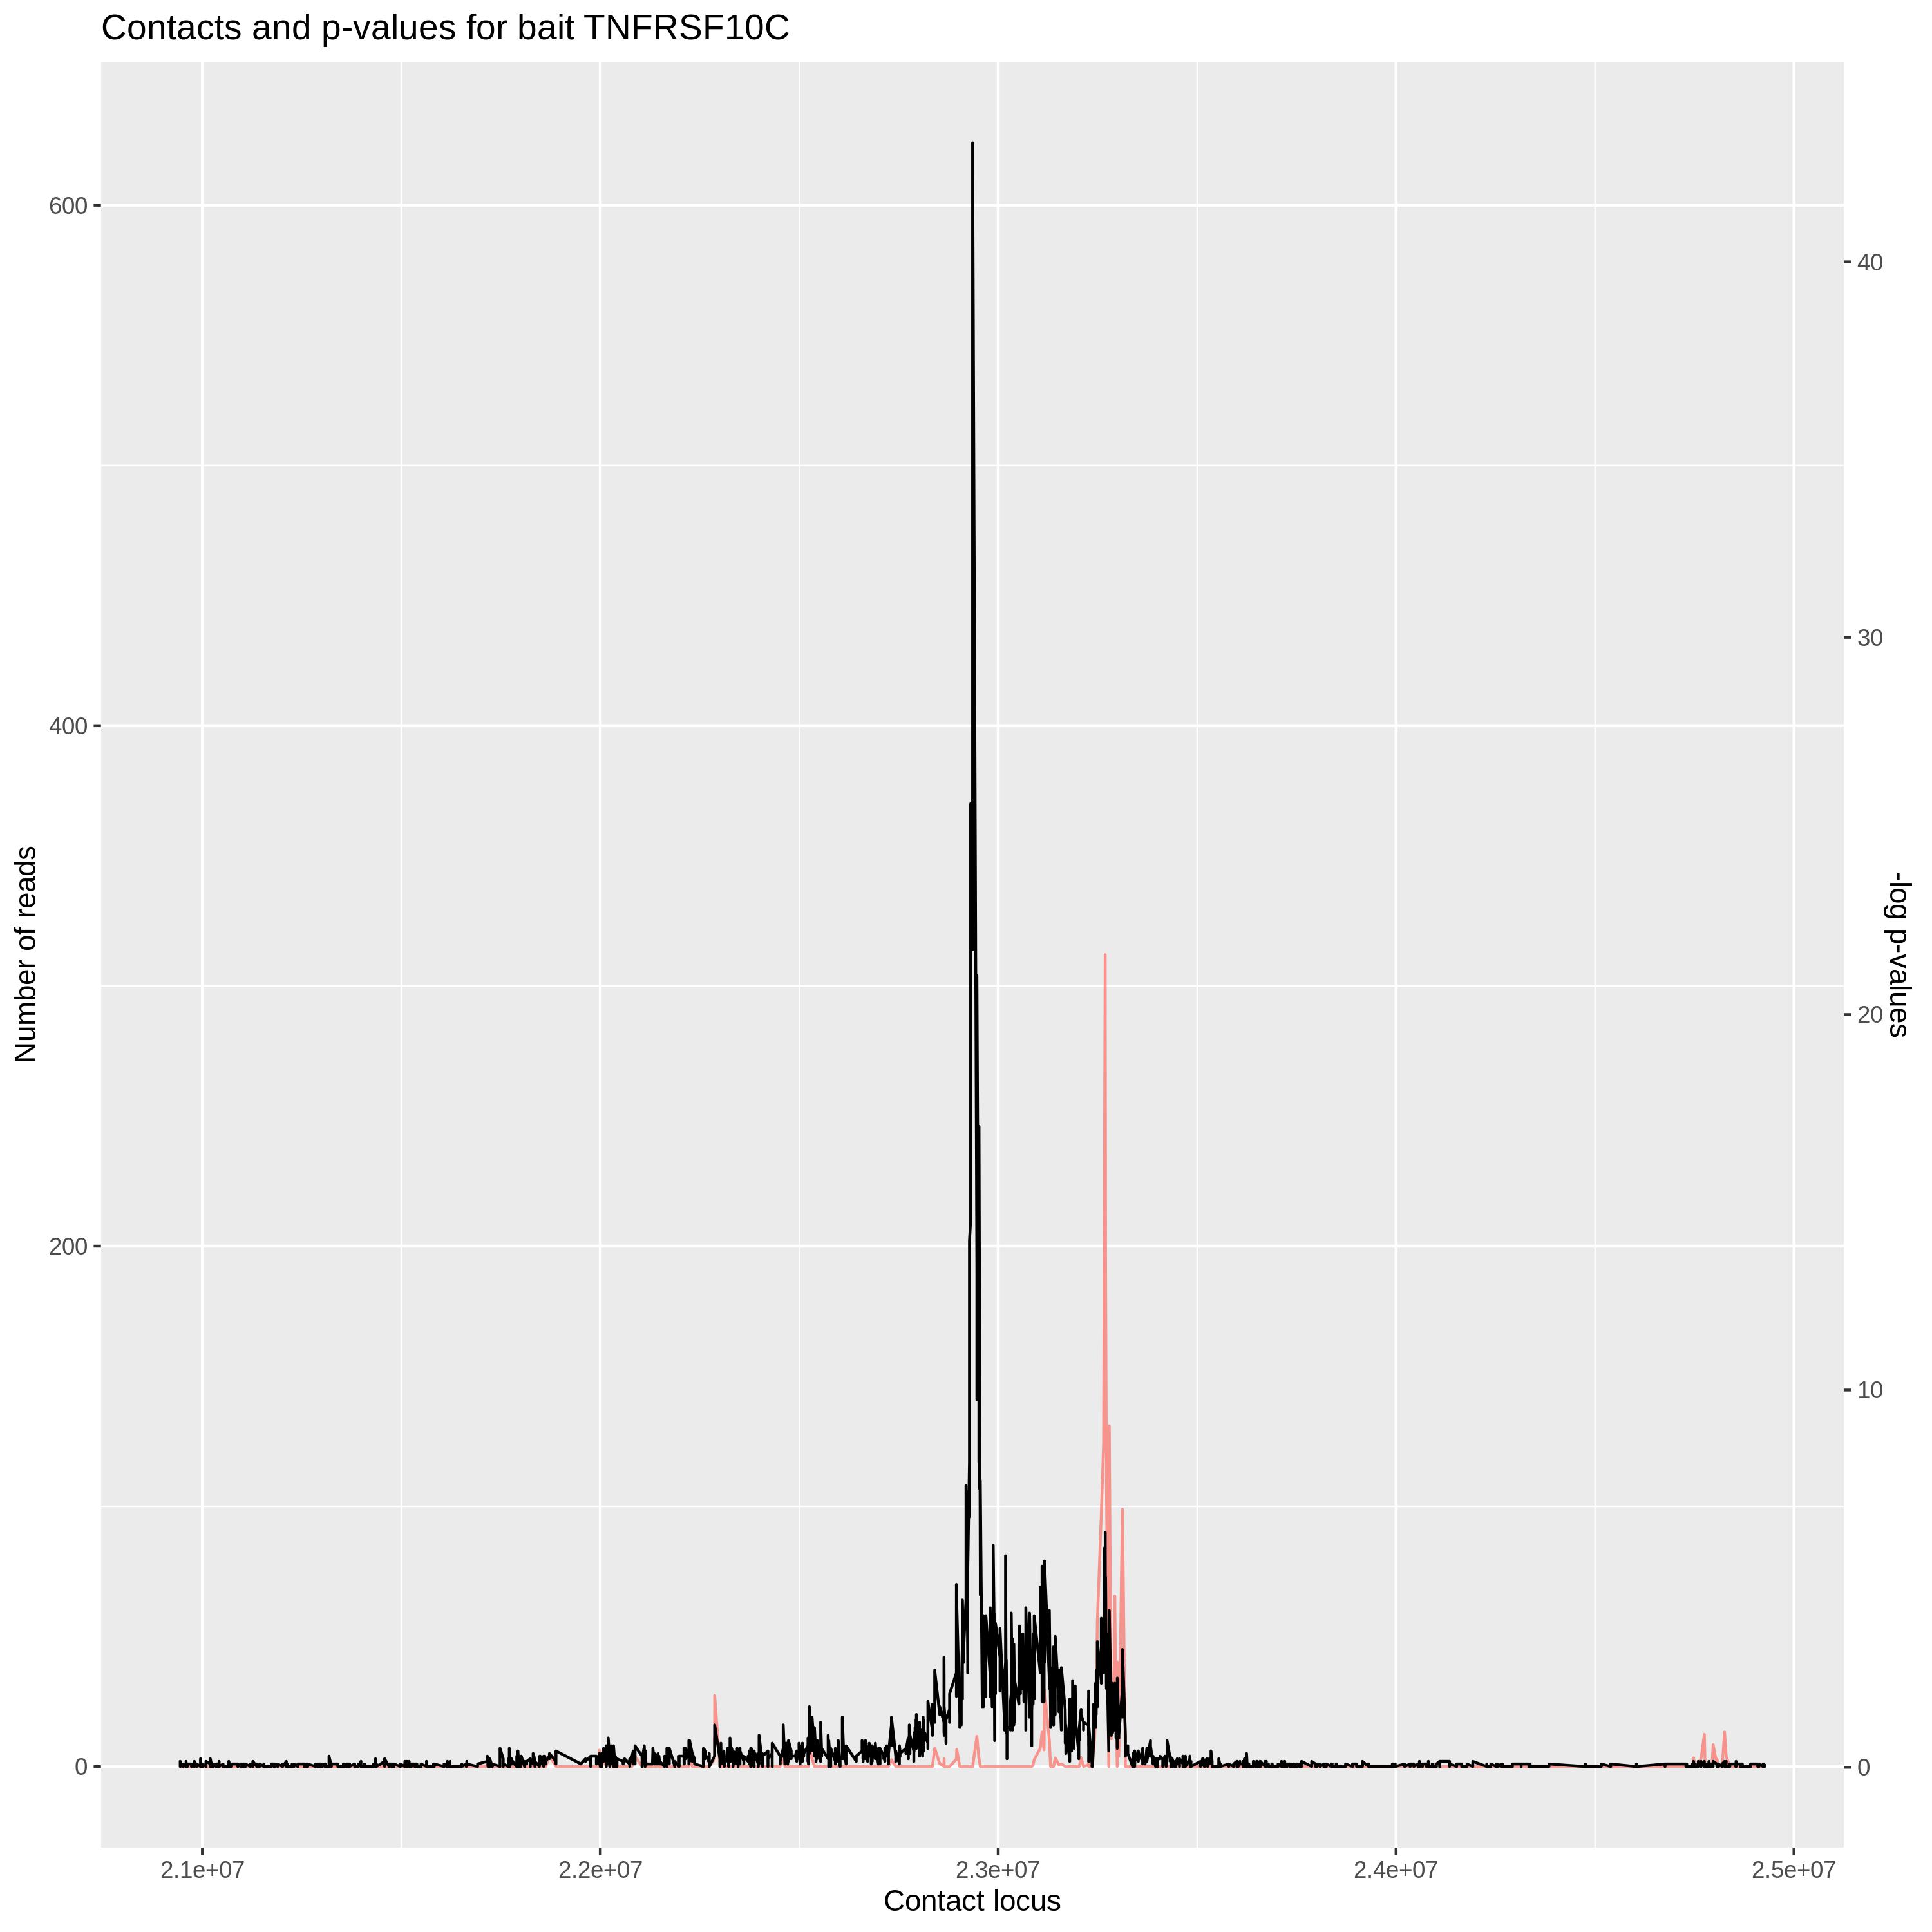 Contacts and p-values for bait TNFRSF10C
600
400
200
0
Number of reads
40
30
20
10
0
-log p-values
2.1e+07
2.2e+07
2.3e+07
2.4e+07
2.5e+07
Contact locus